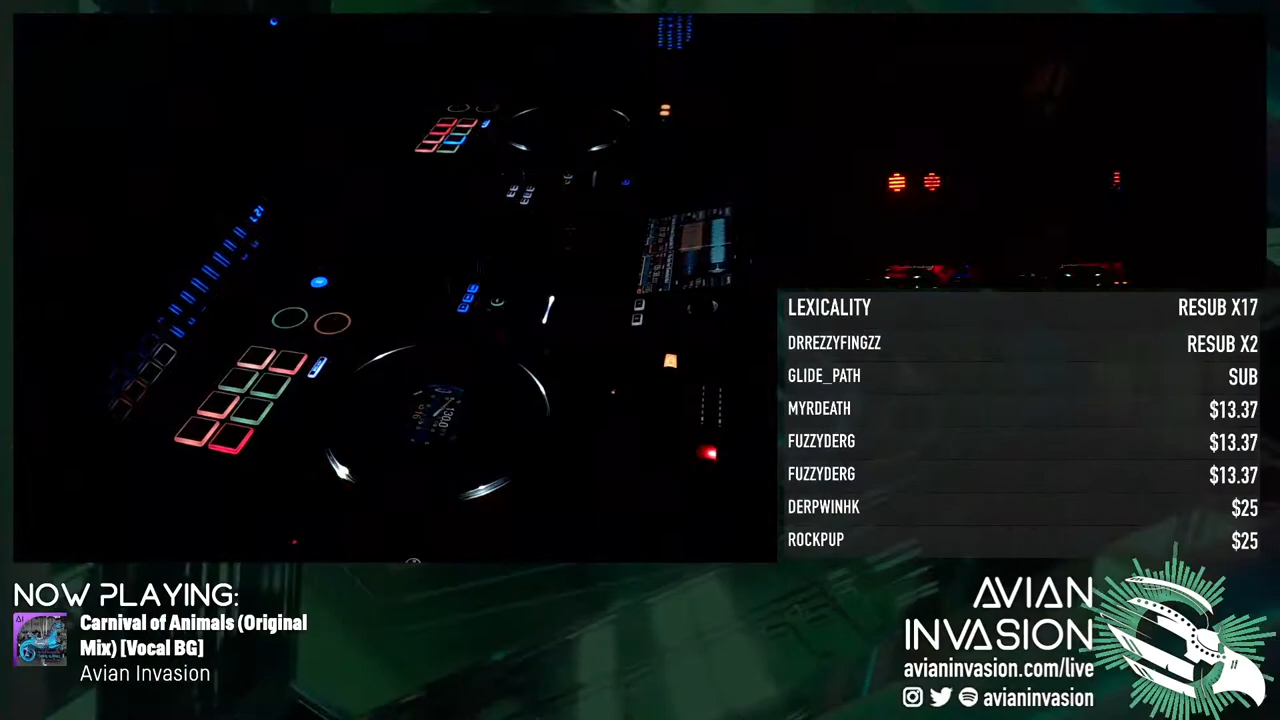 LEXICALITY RESUB X17
DRREZZYFINGZZ RESUB X2
GLIDE_PATH SUB
MYRDEATH $13.37
FUZZYDERG $13.37
FUZZYDERG $13.37
DERPWINHK $25
ROCKPUP $25
NOW PLAYING:
Carnival of Animals (Original
Mix) [Vocal BG]
Avian Invasion
AVIAN
INVASION
avianinvasion.com/live
avianinvasion